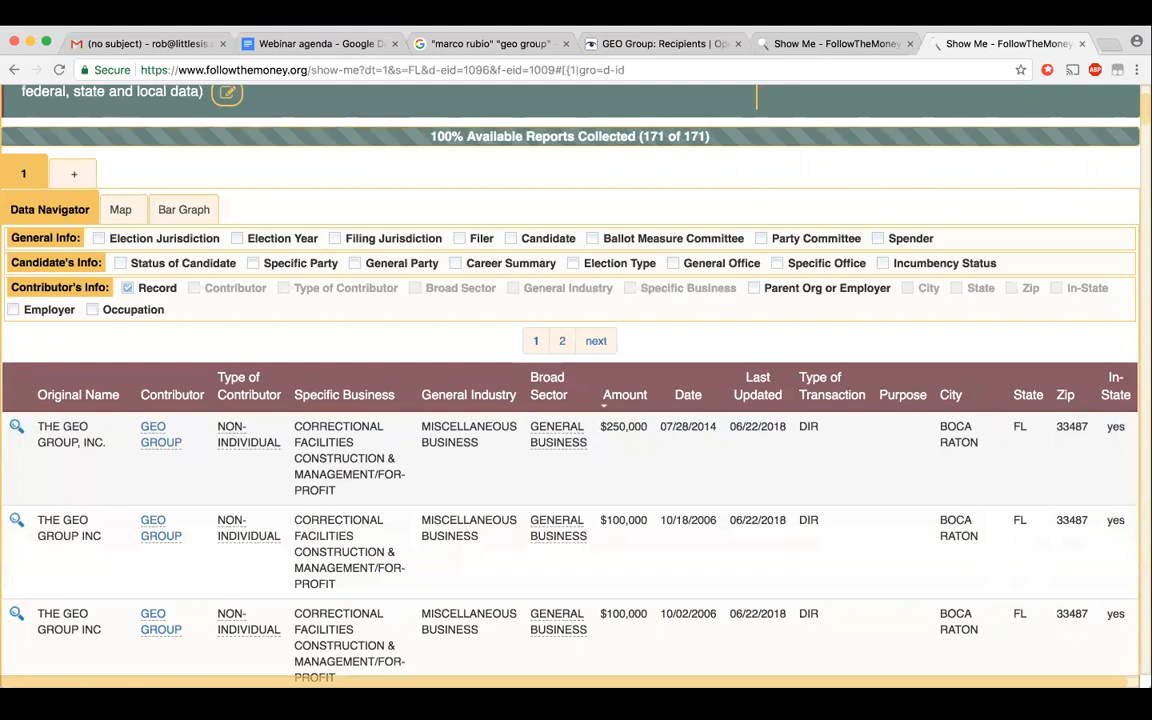 (no subject) - rob@littlesis.
Webinar agenda - Google D
"marco rubio" "geo group" -
GEO Group: Recipients | Op
Show Me - FollowTheMoney
Show Me - FollowTheMoney
Secure
https://www.followthemoney.org/show-me?dt=1&s=FL&d-eid=1096&f-eid=1009#[{1|gro=d-id
ABP
federal, state and local data)
100% Available Reports Collected (171 of 171)
1 +
Data Navigator Map Bar Graph
General Info: Election Jurisdiction Election Year Filing Jurisdiction Filer Candidate Ballot Measure Committee Party Committee Spender
Candidate's Info: Status of Candidate Specific Party General Party Career Summary Election Type General Office Specific Office Incumbency Status
Contributor's Info: Record Contributor Type of Contributor Broad Sector General Industry Specific Business Parent Org or Employer City State Zip In-State
Employer Occupation
1 2 next
Type of Broad Last Type of In-
Original Name Contributor Contributor Specific Business General Industry Sector Amount Date Updated Transaction Purpose City State Zip State
THE GEO GEO NON- CORRECTIONAL MISCELLANEOUS GENERAL $250,000 07/28/2014 06/22/2018 DIR BOCA FL 33487 yes
GROUP, INC. GROUP INDIVIDUAL FACILITIES BUSINESS BUSINESS RATON
CONSTRUCTION &
MANAGEMENT/FOR-
PROFIT
THE GEO GEO NON- CORRECTIONAL MISCELLANEOUS GENERAL $100,000 10/18/2006 06/22/2018 DIR BOCA FL 33487 yes
GROUP INC GROUP INDIVIDUAL FACILITIES BUSINESS BUSINESS RATON
CONSTRUCTION &
MANAGEMENT/FOR-
PROFIT
THE GEO GEO NON- CORRECTIONAL MISCELLANEOUS GENERAL $100,000 10/02/2006 06/22/2018 DIR BOCA FL 33487 yes
GROUP INC GROUP INDIVIDUAL FACILITIES BUSINESS BUSINESS RATON
CONSTRUCTION &
MANAGEMENT/FOR-
PROFIT